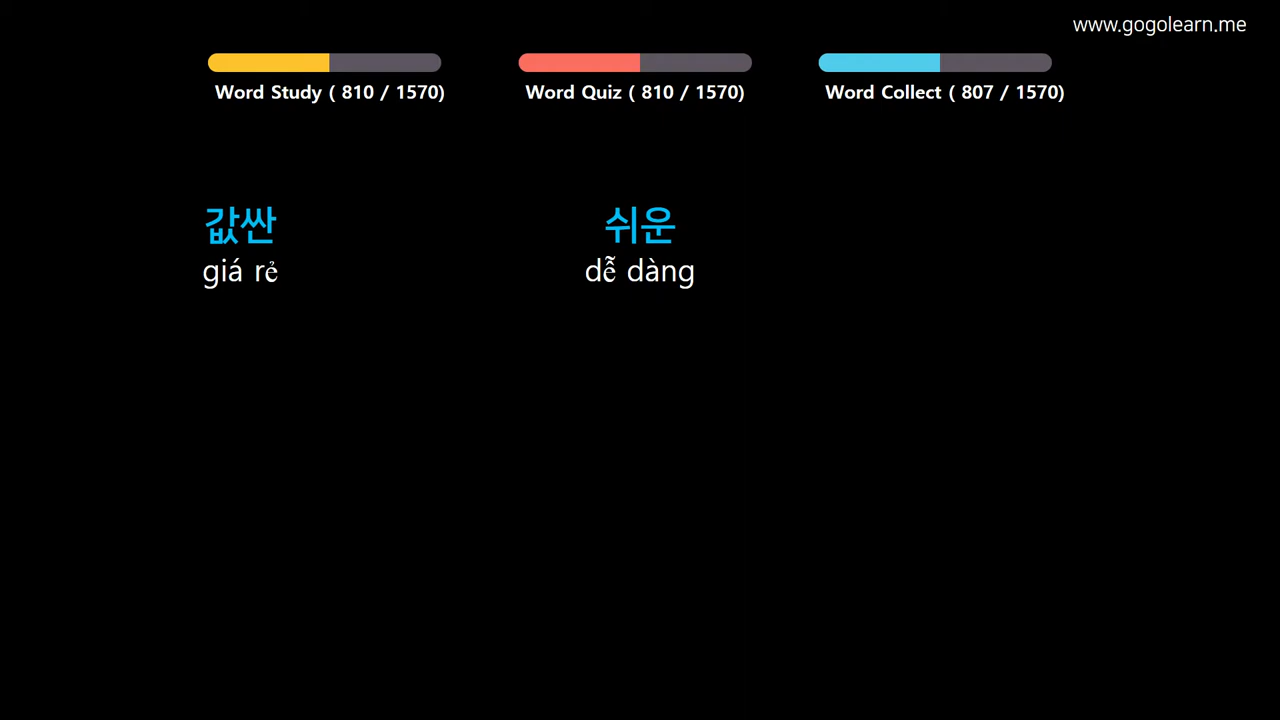 www.gogolearn.me
Word Study ( 810 / 1570)
Word Quiz ( 810 / 1570)
Word Collect ( 807 / 1570)
값싼
giá rẻ
쉬운
dễ dàng